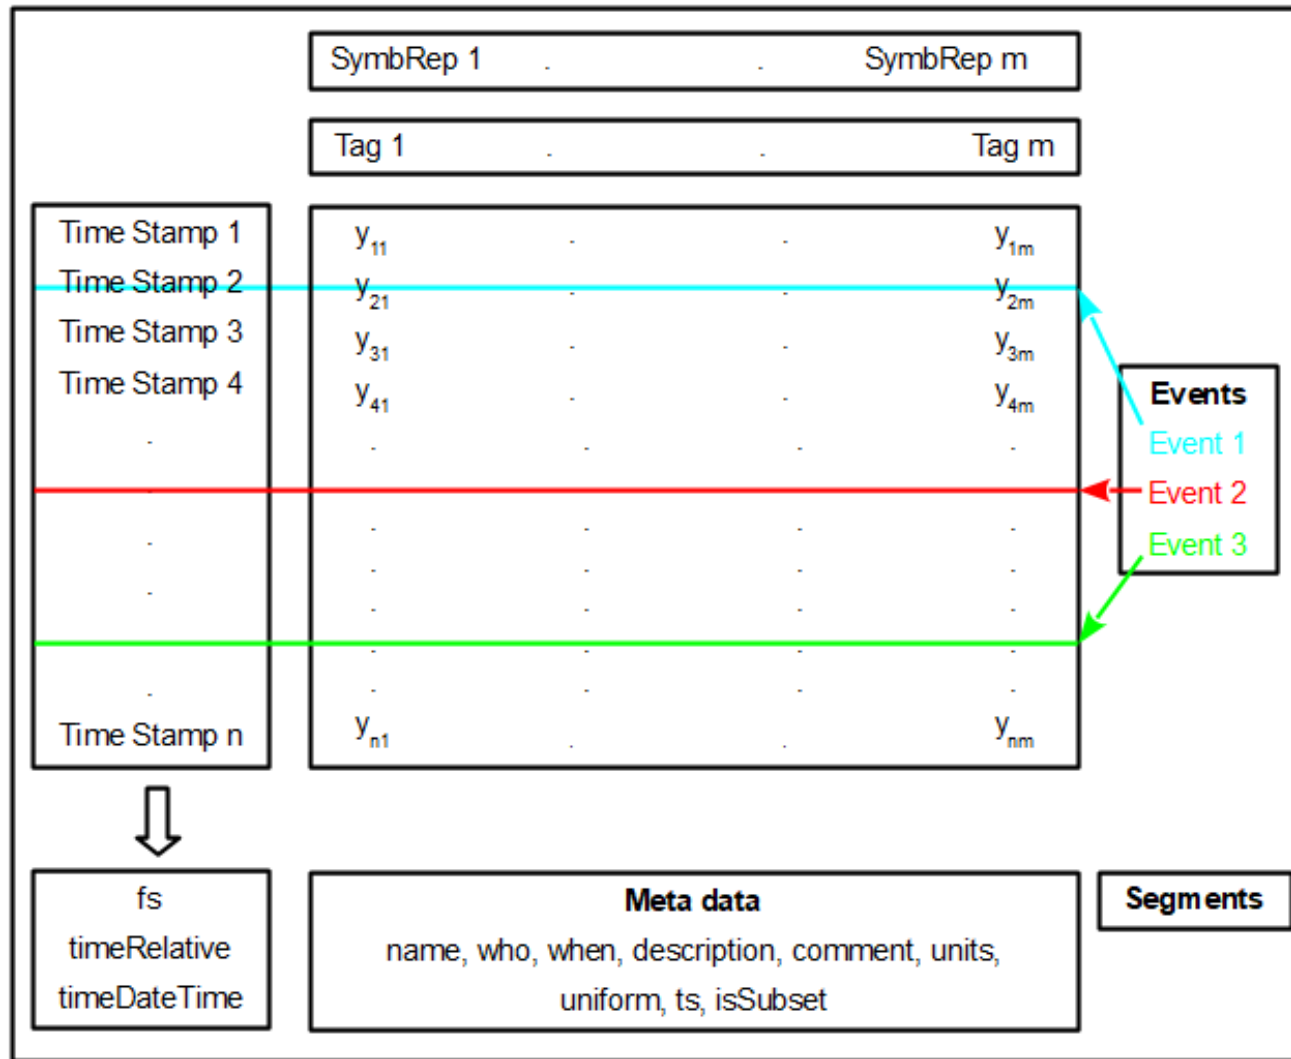 SymbRep 1 . . SymbRep m
Tag 1 . . Tag m
Time Stamp 1 y11 . . y1m
Time Stamp 2 y21 . . y2m
Time Stamp 3 y31 . . y3m
Time Stamp 4 y41 . . y4m
. . . . .
. . . . .
. . . . .
. . . .
. . . .
. . . . .
Time Stamp n yn1 . . ynm
Events
Event 1
Event 2
Event 3
fs
timeRelative
timeDateTime
Meta data
name, who, when, description, comment, units,
uniform, ts, isSubset
Segments